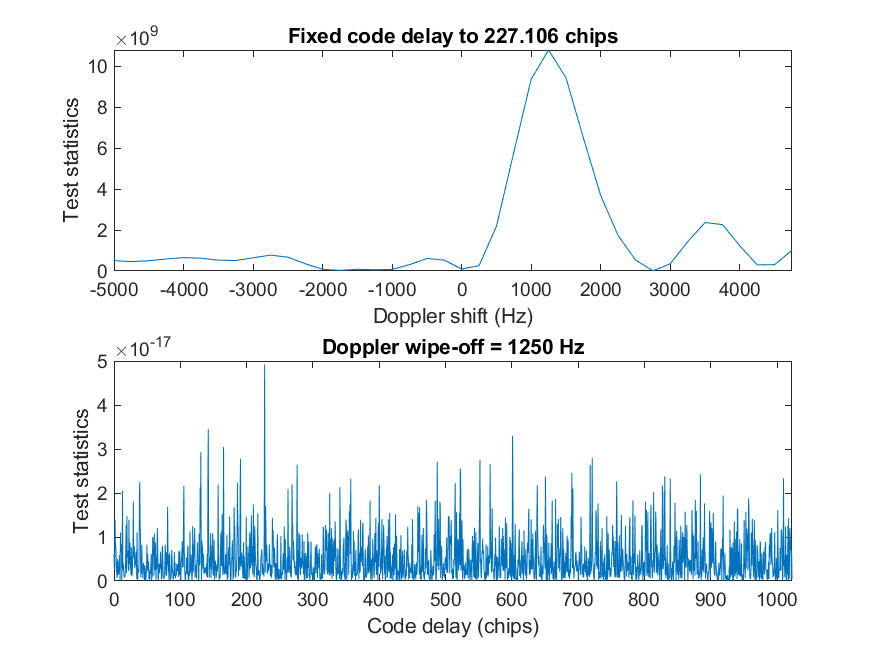 ×10^9
Fixed code delay to 227.106 chips
Test statistics
10
8
6
4
2
0
-5000 -4000 -3000 -2000 -1000 0 1000 2000 3000 4000
Doppler shift (Hz)
×10^-17
Doppler wipe-off = 1250 Hz
Test statistics
5
4
3
2
1
0
0 100 200 300 400 500 600 700 800 900 1000
Code delay (chips)